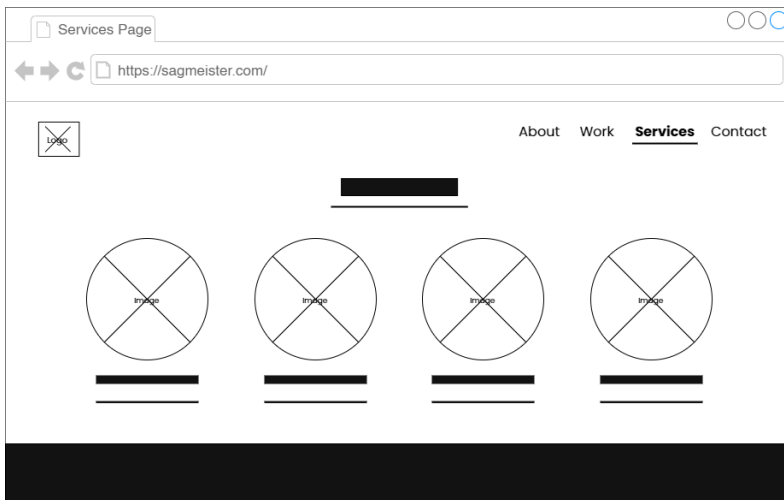 Services Page
https://sagmeister.com/
Logo
About Work Services Contact
Image Image Image Image